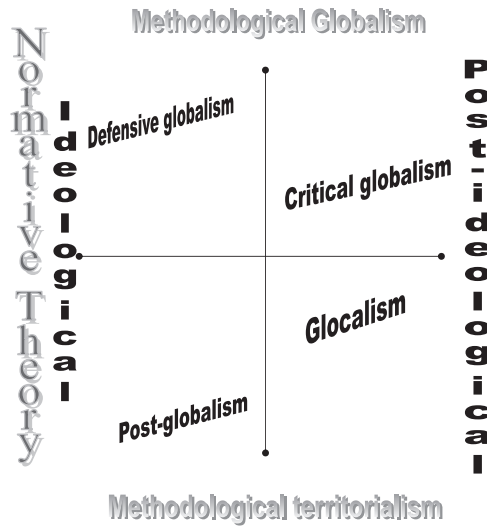 Methodological Globalism
Normative Theory
Ideological
Post-ideological
Defensive globalism
Critical globalism
Glocalism
Post-globalism
Methodological territorialism